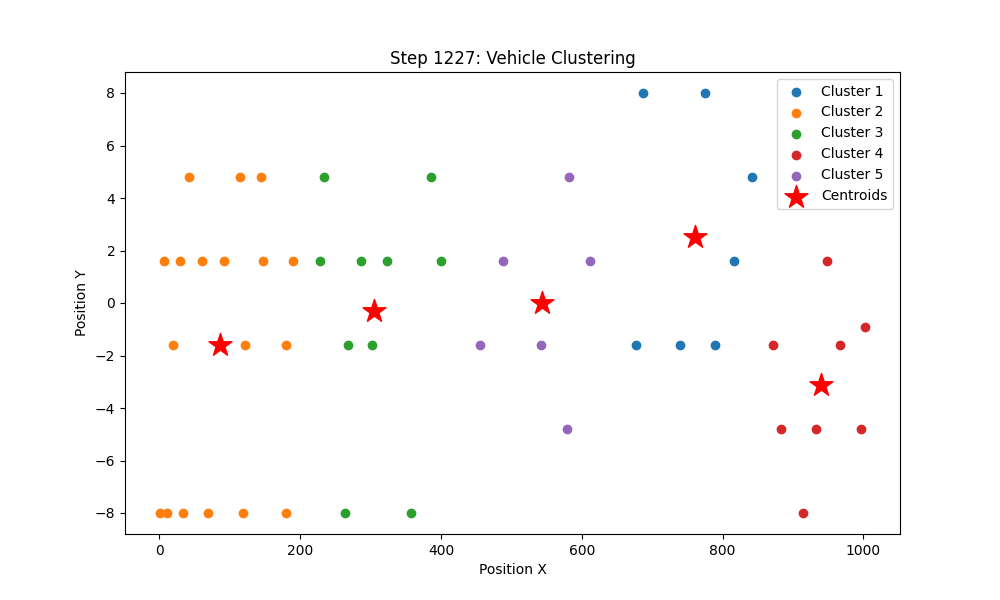 Step 1227: Vehicle Clustering
Position Y
8
6
4
2
0
−2
−4
−6
−8
Cluster 1
Cluster 2
Cluster 3
Cluster 4
Cluster 5
Centroids
0 200 400 600 800 1000
Position X